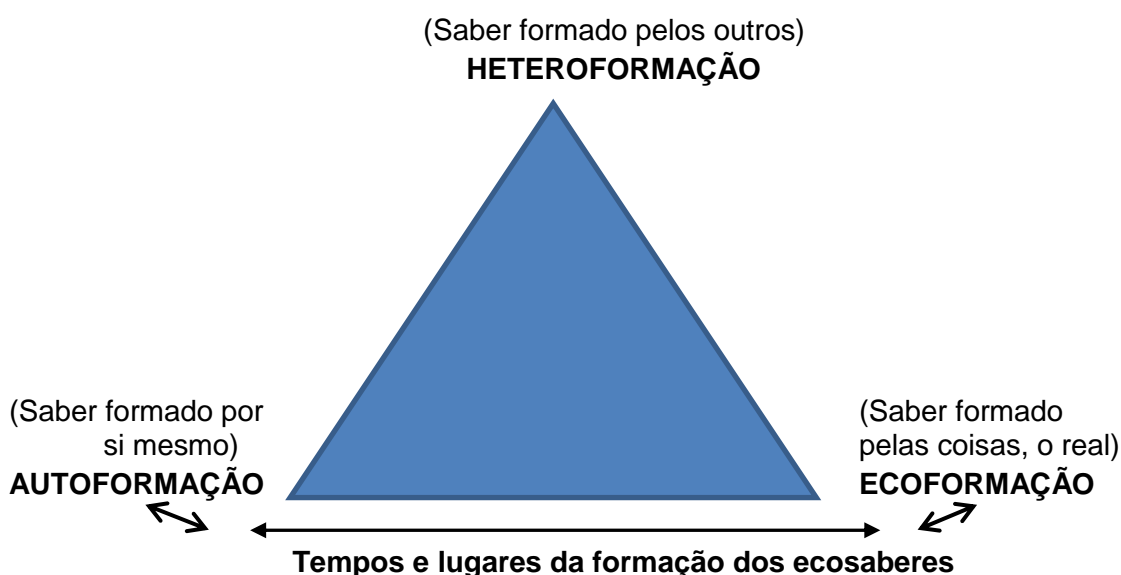 (Saber formado pelos outros)
HETEROFORMAÇÃO
(Saber formado por
si mesmo)
AUTOFORMAÇÃO
(Saber formado
pelas coisas, o real)
ECOFORMAÇÃO
Tempos e lugares da formação dos ecosaberes